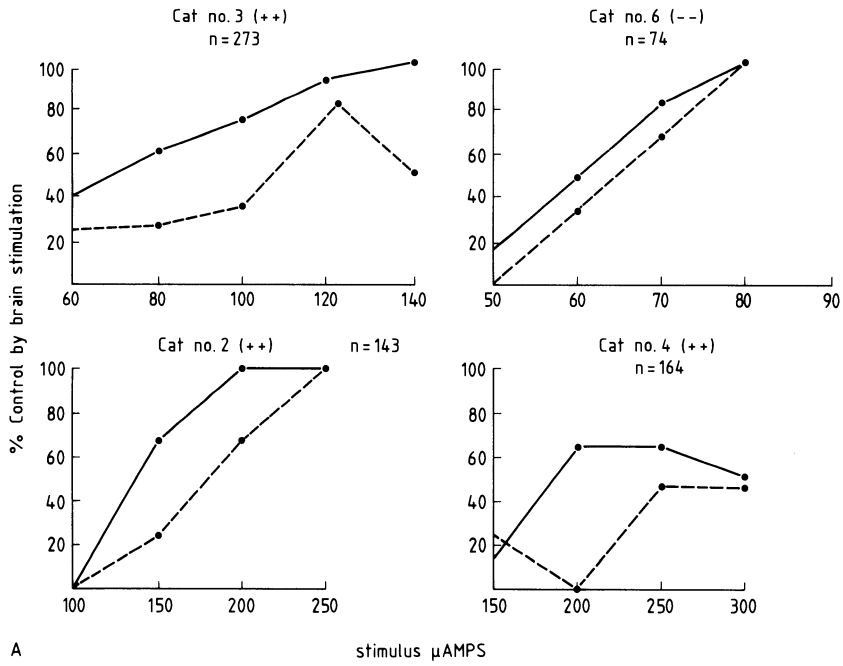 Cat no. 3 (++)
n=273
100
80
60
40
20
60 80 100 120 140
Cat no. 6 (--)
n=74
100
80
60
40
20
50 60 70 80 90
% Control by brain stimulation
Cat no. 2 (++) n=143
100
80
60
40
20
100 150 200 250
Cat no. 4 (++)
n=164
100
80
60
40
20
150 200 250 300
A stimulus µAMPS